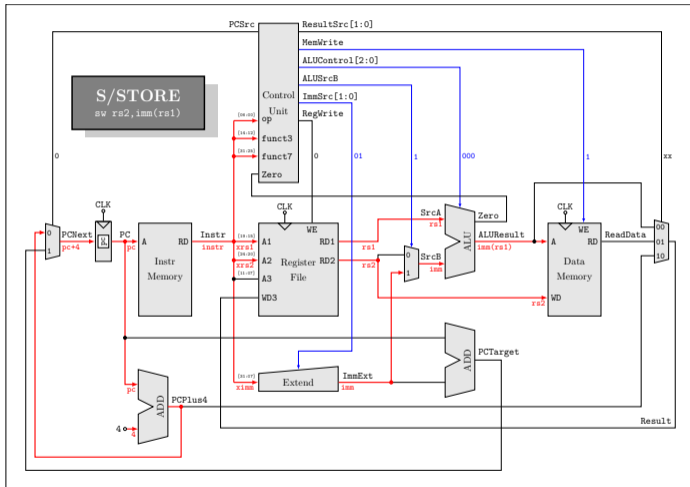 PCSrc
ResultSrc[1:0]
MemWrite
ALUControl[2:0]
ALUSrcB
ImmSrc[1:0]
RegWrite
Control
Unit
op
funct3
funct7
Zero
S/STORE
sw rs2,imm(rs1)
0
0
01
1
000
1
xx
CLK
PCNext
pc+4
0
1
PC
pc
A
RD
Instr
Memory
Instr
instr
xrs1
xrs2
CLK
WE
A1
A2
A3
WD3
RD1
RD2
Register
File
rs1
rs2
SrcA
rs1
0
1
SrcB
imm
ALU
Zero
ALUResult
imm(rs1)
CLK
WE
A
RD
Data
Memory
WD
rs2
ReadData
00
01
10
[31:07]
ximm
Extend
ImmExt
imm
ADD
PCTarget
pc
4
4
ADD
PCPlus4
Result